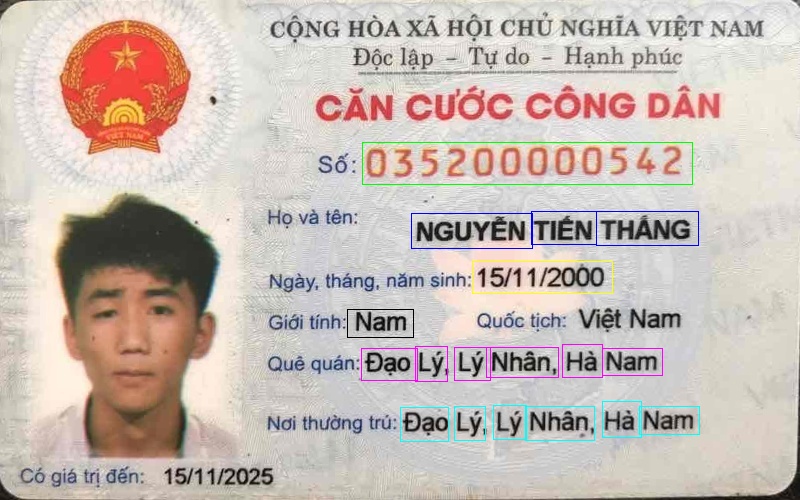 CỘNG HÒA XÃ HỘI CHỦ NGHĨA VIỆT NAM
Độc lập – Tự do – Hạnh phúc
CĂN CƯỚC CÔNG DÂN
Số: 035200000542
Họ và tên: NGUYỄN TIẾN THẮNG
Ngày, tháng, năm sinh: 15/11/2000
Giới tính: Nam Quốc tịch: Việt Nam
Quê quán: Đạo Lý, Lý Nhân, Hà Nam
Nơi thường trú: Đạo Lý, Lý Nhân, Hà Nam
Có giá trị đến: 15/11/2025